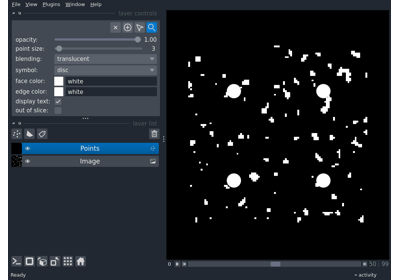 File View Plugins Window Help
layer controls
opacity: 1.00
point size: 3
blending: translucent
symbol: disc
face color: white
edge color: white
display text: ✓
out of slice:
layer list
Points
Image
50 99
Ready activity